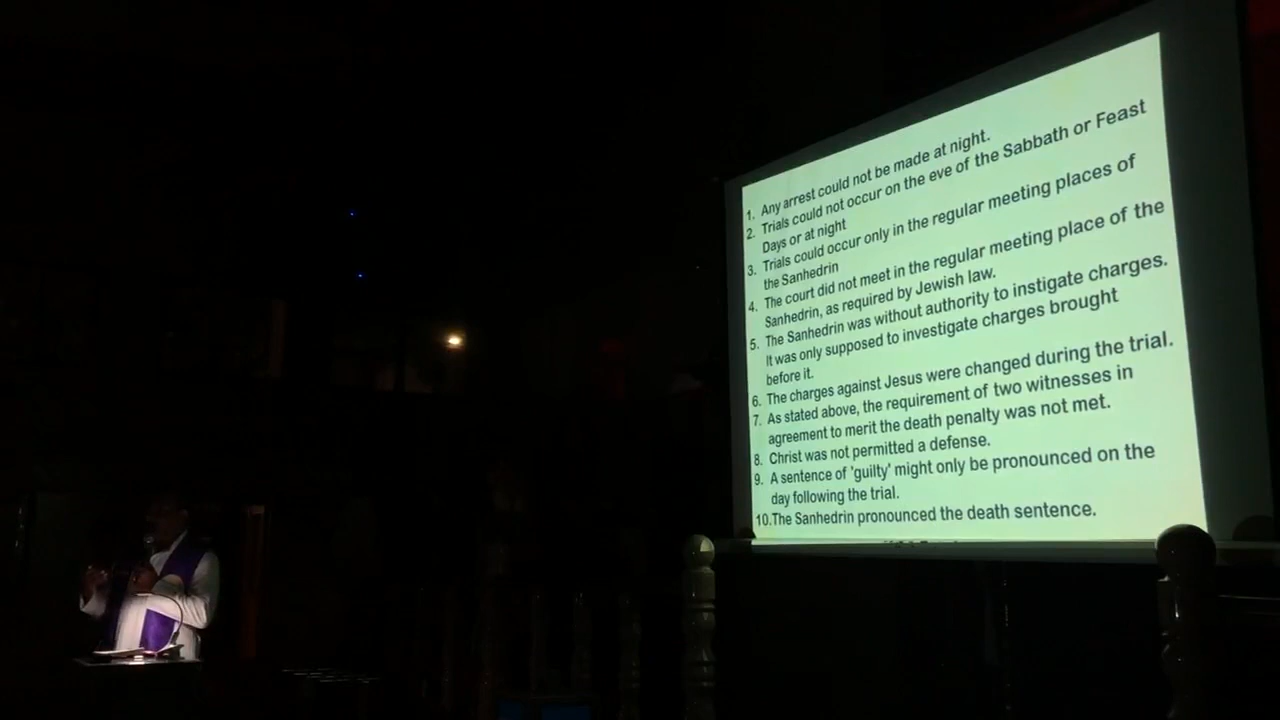 1. Any arrest could not be made at night.
2. Trials could not occur on the eve of the Sabbath or Feast
Days or at night
3. Trials could occur only in the regular meeting places of
the Sanhedrin
4. The court did not meet in the regular meeting place of the
Sanhedrin, as required by Jewish law.
5. The Sanhedrin was without authority to instigate charges.
It was only supposed to investigate charges brought
before it.
6. The charges against Jesus were changed during the trial.
7. As stated above, the requirement of two witnesses in
agreement to merit the death penalty was not met.
8. Christ was not permitted a defense.
9. A sentence of 'guilty' might only be pronounced on the
day following the trial.
10.The Sanhedrin pronounced the death sentence.